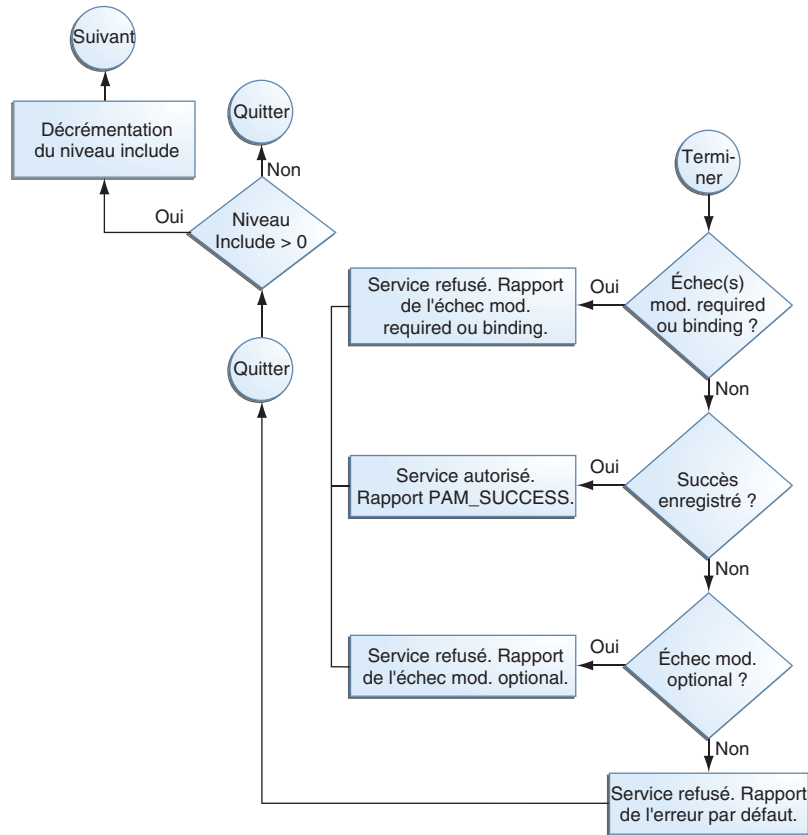 Suivant
Décrémentation
du niveau include
Quitter
Non
Oui
Niveau
Include > 0
Quitter
Termi-
ner
Échec(s)
mod. required
ou binding ?
Oui
Service refusé. Rapport
de l'échec mod.
required ou binding.
Non
Succès
enregistré ?
Oui
Service autorisé.
Rapport PAM_SUCCESS.
Non
Échec mod.
optional ?
Oui
Service refusé. Rapport
de l'échec mod. optional.
Non
Service refusé. Rapport
de l'erreur par défaut.